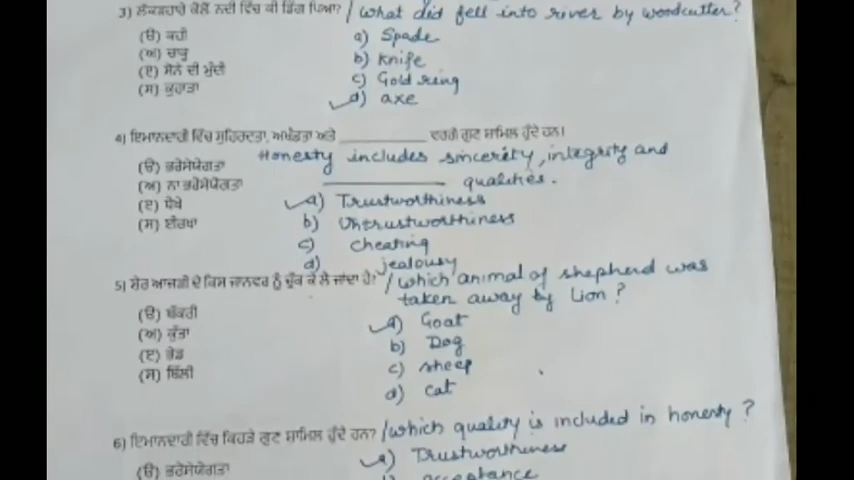 3) ਲੱਕੜਹਾਰੇ ਕੋਲੋਂ ਨਦੀ ਵਿੱਚ ਕੀ ਡਿੱਗ ਪਿਆ? / what did fell into river by woodcutter?
(ੳ) ਕਹੀ a) Spade
(ਅ) ਚਾਕੂ b) Knife
(ੲ) ਸੋਨੇ ਦੀ ਮੁੰਦੀ c) Gold ring
(ਸ) ਕੁਹਾੜਾ d) axe
4) ਇਮਾਨਦਾਰੀ ਵਿੱਚ ਸੁਹਿਰਦਤਾ, ਅਖੰਡਤਾ ਅਤੇ ________ ਵਰਗੇ ਗੁਣ ਸ਼ਾਮਿਲ ਹੁੰਦੇ ਹਨ।
Honesty includes sincerity, integrity and
(ੳ) ਭਰੋਸੇਯੋਗਤਾ
________ qualities.
(ਅ) ਨਾ ਭਰੋਸੇਯੋਗਤਾ
a) Trustworthiness
(ੲ) ਧੋਖੇ
b) Untrustworthiness
(ਸ) ਈਰਖਾ
c) cheating
d) jealousy
5) ਸ਼ੇਰ ਆਜੜੀ ਦੇ ਕਿਸ ਜਾਨਵਰ ਨੂੰ ਚੁੱਕ ਕੇ ਲੈ ਜਾਂਦਾ ਹੈ? / which animal of shepherd was
taken away by Lion?
(ੳ) ਬੱਕਰੀ a) Goat
(ਅ) ਕੁੱਤਾ b) Dog
(ੲ) ਭੇਡ c) sheep
(ਸ) ਬਿੱਲੀ d) cat
6) ਇਮਾਨਦਾਰੀ ਵਿੱਚ ਕਿਹੜੇ ਗੁਣ ਸ਼ਾਮਿਲ ਹੁੰਦੇ ਹਨ? / which quality is included in honesty?
(ੳ) ਭਰੋਸੇਯੋਗਤਾ a) Trustworthiness
b) acceptance